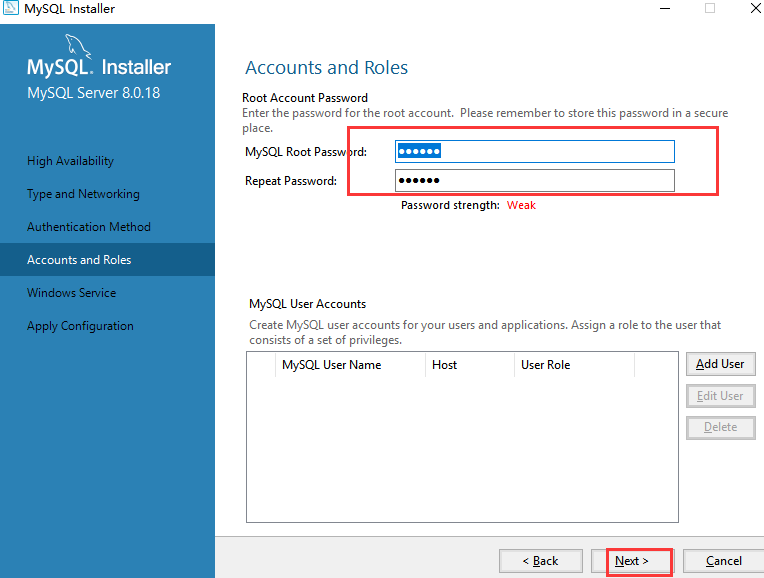 MySQL Installer
MySQL. Installer
MySQL Server 8.0.18
High Availability
Type and Networking
Authentication Method
Accounts and Roles
Windows Service
Apply Configuration
Accounts and Roles
Root Account Password
Enter the password for the root account. Please remember to store this password in a secure
place.
MySQL Root Password:
Repeat Password:
Password strength: Weak
MySQL User Accounts
Create MySQL user accounts for your users and applications. Assign a role to the user that
consists of a set of privileges.
MySQL User Name Host User Role
Add User
Edit User
Delete
< Back Next > Cancel